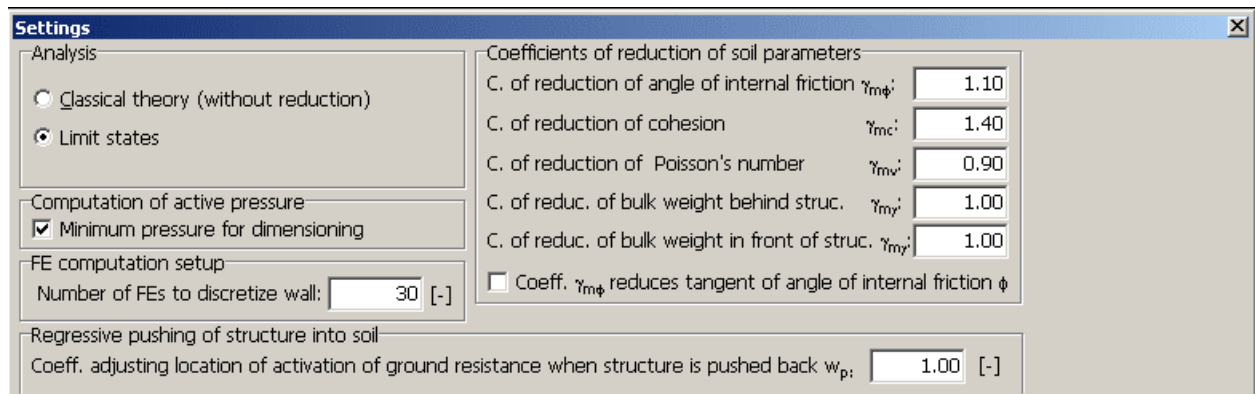 Settings
Analysis
Classical theory (without reduction)
Limit states
Computation of active pressure
Minimum pressure for dimensioning
FE computation setup
Number of FEs to discretize wall: 30 [-]
Coefficients of reduction of soil parameters
C. of reduction of angle of internal friction γmϕ: 1.10
C. of reduction of cohesion γmc: 1.40
C. of reduction of Poisson's number γmν: 0.90
C. of reduc. of bulk weight behind struc. γmγ: 1.00
C. of reduc. of bulk weight in front of struc. γmγ: 1.00
Coeff. γmϕ reduces tangent of angle of internal friction ϕ
Regressive pushing of structure into soil
Coeff. adjusting location of activation of ground resistance when structure is pushed back wp: 1.00 [-]